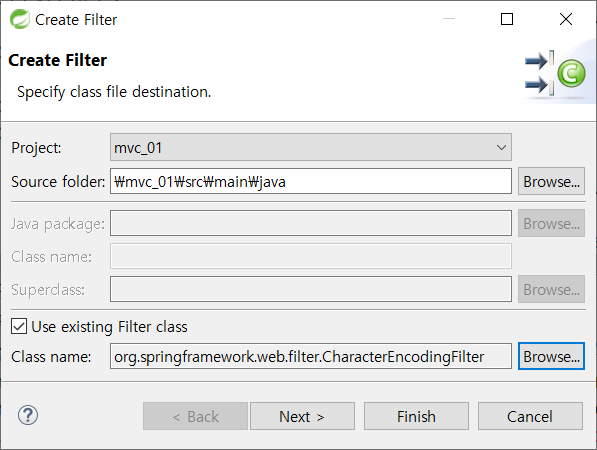 Create Filter
Create Filter
Specify class file destination.
Project: mvc_01
Source folder: ₩mvc_01₩src₩main₩java Browse...
Java package: Browse...
Class name:
Superclass: Browse...
Use existing Filter class
Class name: org.springframework.web.filter.CharacterEncodingFilter Browse...
? < Back Next > Finish Cancel